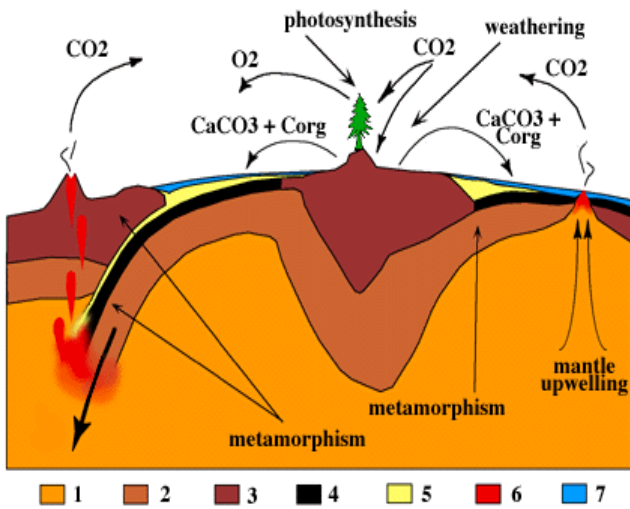 photosynthesis
CO2
weathering
CO2
O2
CO2
CaCO3 + Corg
CaCO3 +
Corg
mantle
upwelling
metamorphism
metamorphism
1 2 3 4 5 6 7